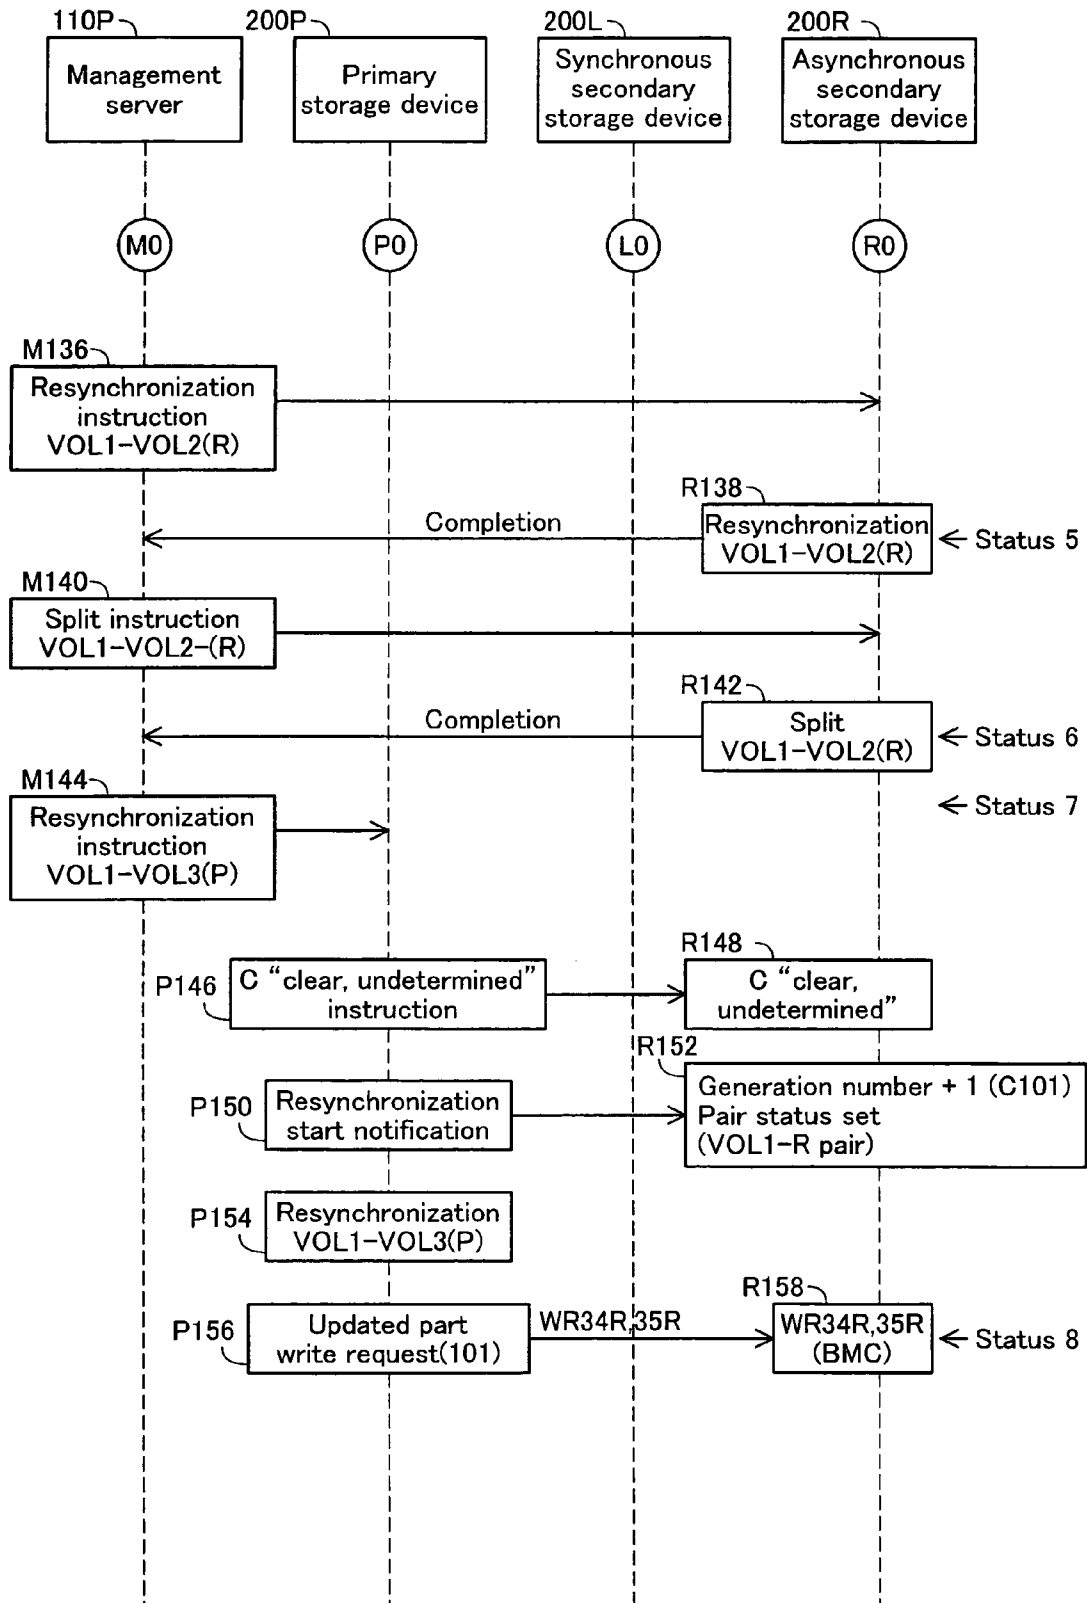 110P
200P
200L
200R
Management
server
Primary
storage device
Synchronous
secondary
storage device
Asynchronous
secondary
storage device
M0
P0
L0
R0
M136
Resynchronization
instruction
VOL1-VOL2(R)
R138
Completion
Resynchronization
VOL1-VOL2(R)
Status 5
M140
Split instruction
VOL1-VOL2-(R)
R142
Completion
Split
VOL1-VOL2(R)
Status 6
M144
Resynchronization
instruction
VOL1-VOL3(P)
Status 7
P146
C “clear, undetermined”
instruction
R148
C “clear,
undetermined”
R152
P150
Resynchronization
start notification
Generation number + 1 (C101)
Pair status set
(VOL1-R pair)
P154
Resynchronization
VOL1-VOL3(P)
P156
Updated part
write request(101)
WR34R,35R
R158
WR34R,35R
(BMC)
Status 8